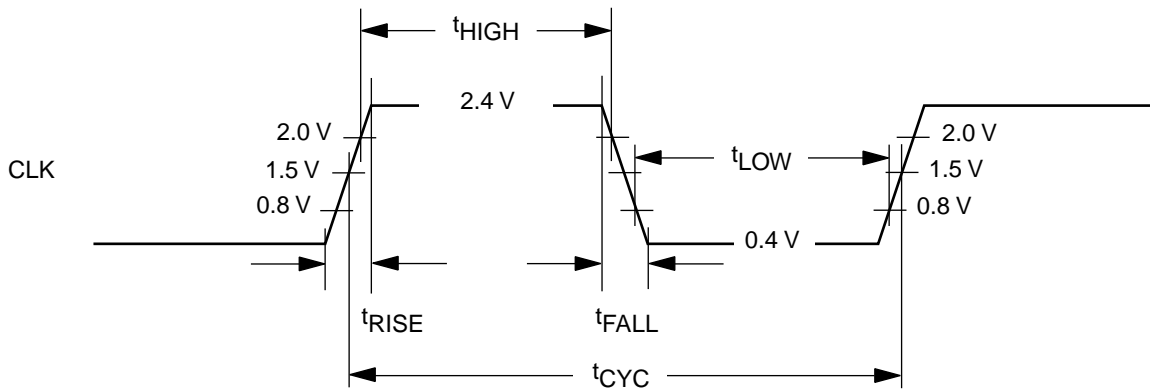 tHIGH
2.4 V
2.0 V
2.0 V
CLK
1.5 V
tLOW
1.5 V
0.8 V
0.8 V
0.4 V
tRISE
tFALL
tCYC